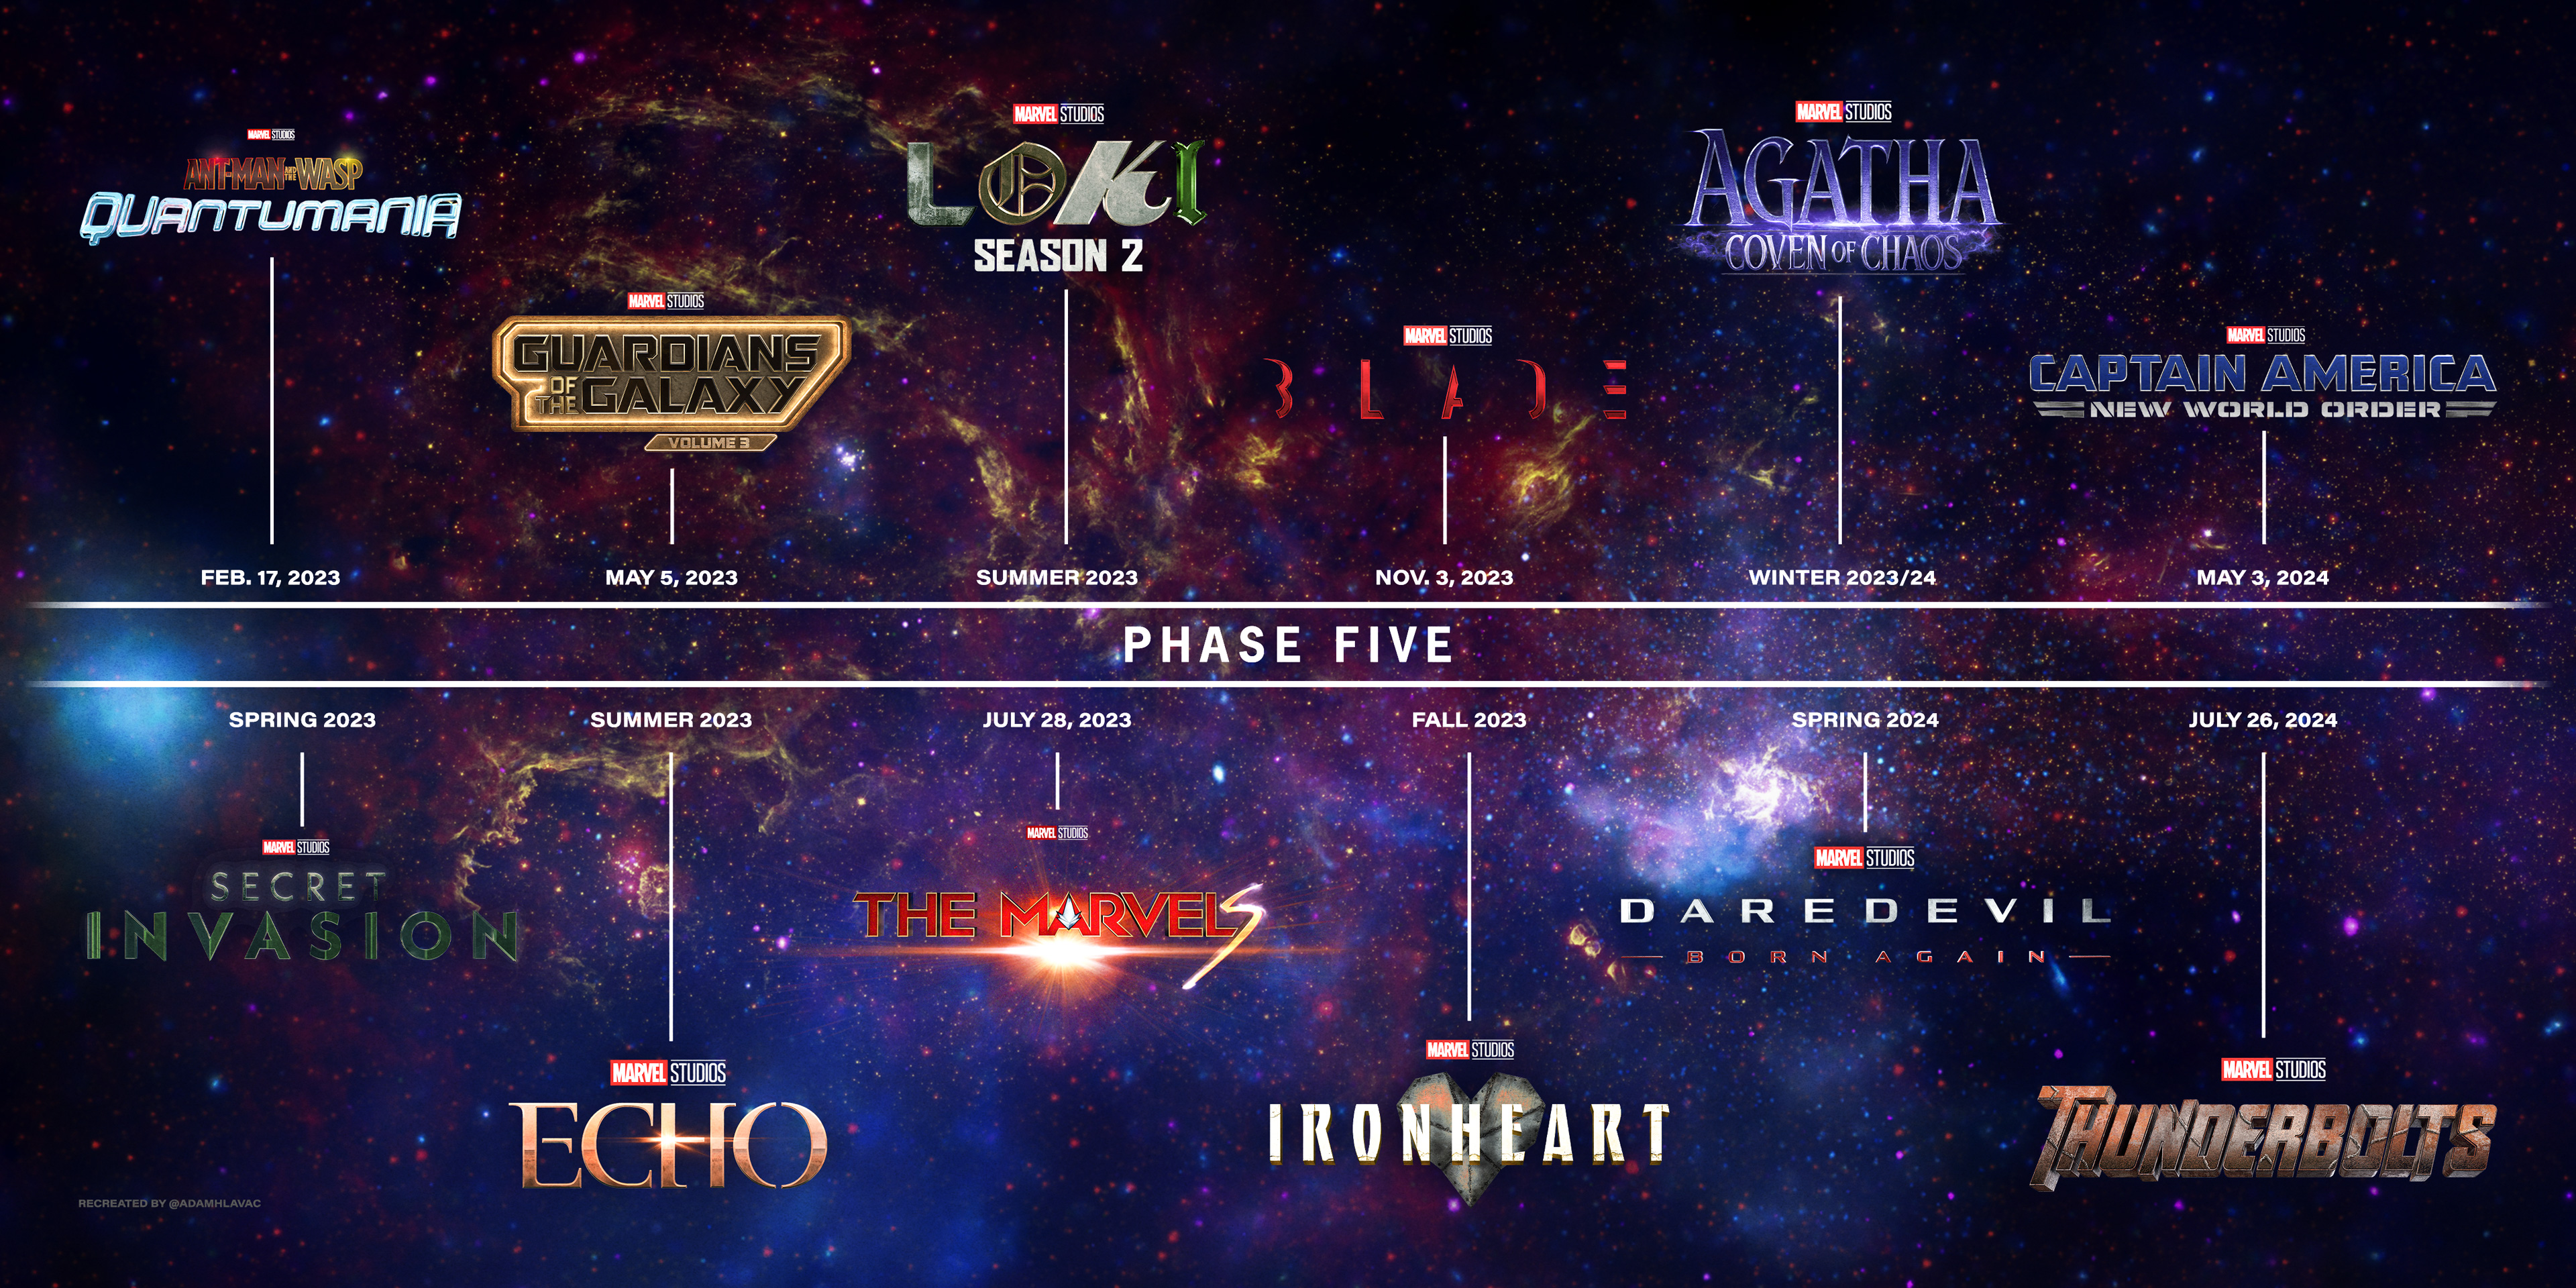 MARVEL STUDIOS
ANT-MAN AND THE WASP
QUANTUMANIA
FEB. 17, 2023
MARVEL STUDIOS
GUARDIANS
OF THE GALAXY
VOLUME 3
MAY 5, 2023
MARVEL STUDIOS
LOKI
SEASON 2
SUMMER 2023
MARVEL STUDIOS
BLADE
NOV. 3, 2023
MARVEL STUDIOS
AGATHA
COVEN OF CHAOS
WINTER 2023/24
MARVEL STUDIOS
CAPTAIN AMERICA
NEW WORLD ORDER
MAY 3, 2024
PHASE FIVE
SPRING 2023
MARVEL STUDIOS
SECRET
INVASION
SUMMER 2023
MARVEL STUDIOS
ECHO
JULY 28, 2023
MARVEL STUDIOS
THE MARVELS
FALL 2023
MARVEL STUDIOS
IRONHEART
SPRING 2024
MARVEL STUDIOS
DAREDEVIL
BORN AGAIN
JULY 26, 2024
MARVEL STUDIOS
THUNDERBOLTS
RECREATED BY @ADAMHLAVAC